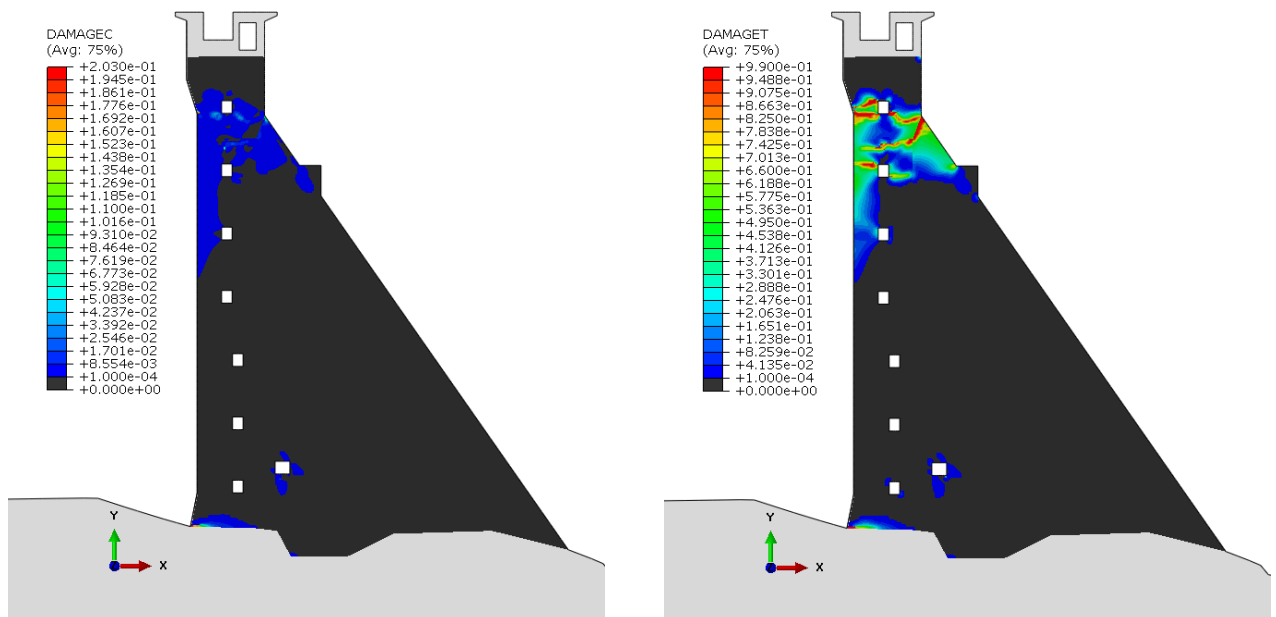 DAMAGEC
(Avg: 75%)
+2.030e-01
+1.945e-01
+1.861e-01
+1.776e-01
+1.692e-01
+1.607e-01
+1.523e-01
+1.438e-01
+1.354e-01
+1.269e-01
+1.185e-01
+1.100e-01
+1.016e-01
+9.310e-02
+8.464e-02
+7.619e-02
+6.773e-02
+5.928e-02
+5.083e-02
+4.237e-02
+3.392e-02
+2.546e-02
+1.701e-02
+8.554e-03
+1.000e-04
+0.000e+00
Y
X
DAMAGET
(Avg: 75%)
+9.900e-01
+9.488e-01
+9.075e-01
+8.663e-01
+8.250e-01
+7.838e-01
+7.425e-01
+7.013e-01
+6.600e-01
+6.188e-01
+5.775e-01
+5.363e-01
+4.950e-01
+4.538e-01
+4.126e-01
+3.713e-01
+3.301e-01
+2.888e-01
+2.476e-01
+2.063e-01
+1.651e-01
+1.238e-01
+8.259e-02
+4.135e-02
+1.000e-04
+0.000e+00
Y
X